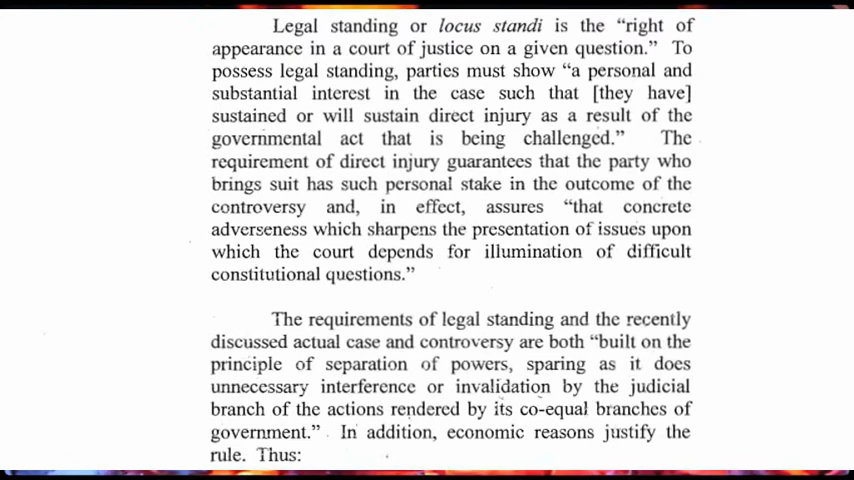 Legal standing or locus standi is the “right of
appearance in a court of justice on a given question.” To
possess legal standing, parties must show “a personal and
substantial interest in the case such that [they have]
sustained or will sustain direct injury as a result of the
governmental act that is being challenged.” The
requirement of direct injury guarantees that the party who
brings suit has such personal stake in the outcome of the
controversy and, in effect, assures “that concrete
adverseness which sharpens the presentation of issues upon
which the court depends for illumination of difficult
constitutional questions.”
The requirements of legal standing and the recently
discussed actual case and controversy are both “built on the
principle of separation of powers, sparing as it does
unnecessary interference or invalidation by the judicial
branch of the actions rendered by its co-equal branches of
government.” In addition, economic reasons justify the
rule. Thus: